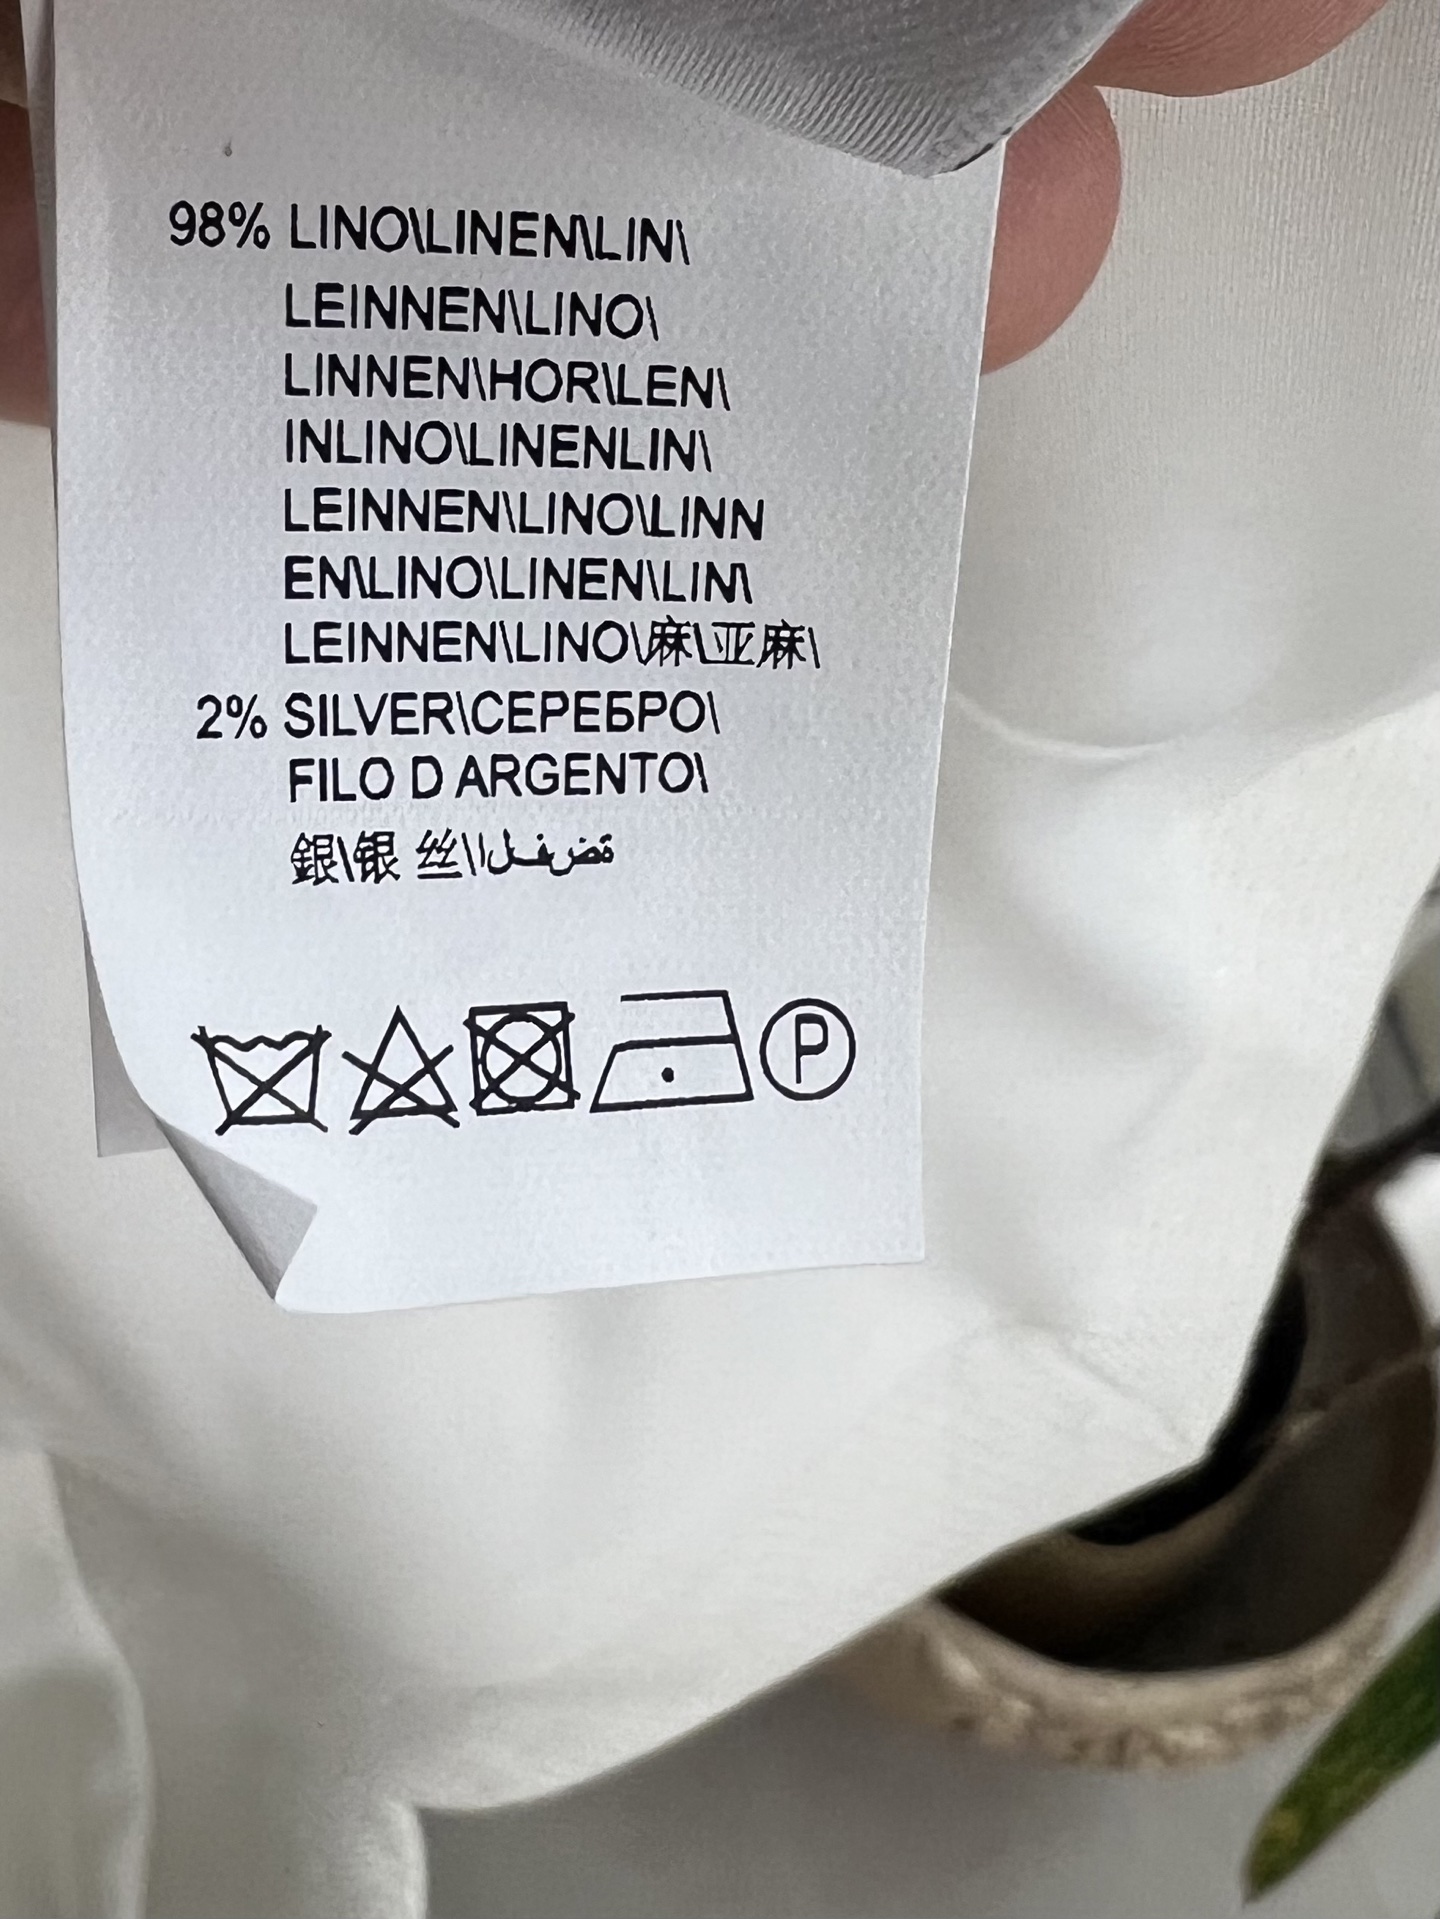 98% LINO\LINEN\LIN\
LEINNEN\LINO\
LINNEN\HOR\LEN\
INLINO\LINENLIN\
LEINNEN\LINO\LINN
EN\LINO\LINEN\LIN\
LEINNEN\LINO\麻\亚麻\
2% SILVER\СЕРЕБРО\
FILO D ARGENTO\
銀\银 丝\الفضة\
P